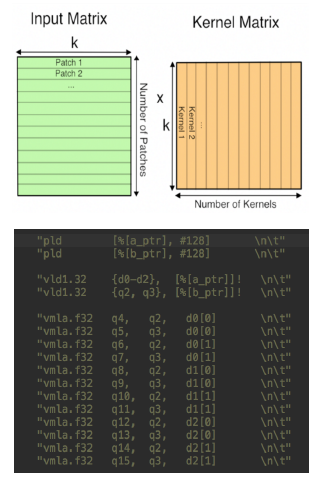 Input Matrix
k
Patch 1
Patch 2
...
Number of Patches
Kernel Matrix
x
k
Kernel 1
Kernel 2
...
Number of Kernels
"pld [%[a_ptr], #128] \n\t"
"pld [%[b_ptr], #128] \n\t"
"vld1.32 {d0-d2}, [%[a_ptr]]! \n\t"
"vld1.32 {q2, q3}, [%[b_ptr]]! \n\t"
"vmla.f32 q4, q2, d0[0] \n\t"
"vmla.f32 q5, q3, d0[0] \n\t"
"vmla.f32 q6, q2, d0[1] \n\t"
"vmla.f32 q7, q3, d0[1] \n\t"
"vmla.f32 q8, q2, d1[0] \n\t"
"vmla.f32 q9, q3, d1[0] \n\t"
"vmla.f32 q10, q2, d1[1] \n\t"
"vmla.f32 q11, q3, d1[1] \n\t"
"vmla.f32 q12, q2, d2[0] \n\t"
"vmla.f32 q13, q3, d2[0] \n\t"
"vmla.f32 q14, q2, d2[1] \n\t"
"vmla.f32 q15, q3, d2[1] \n\t"